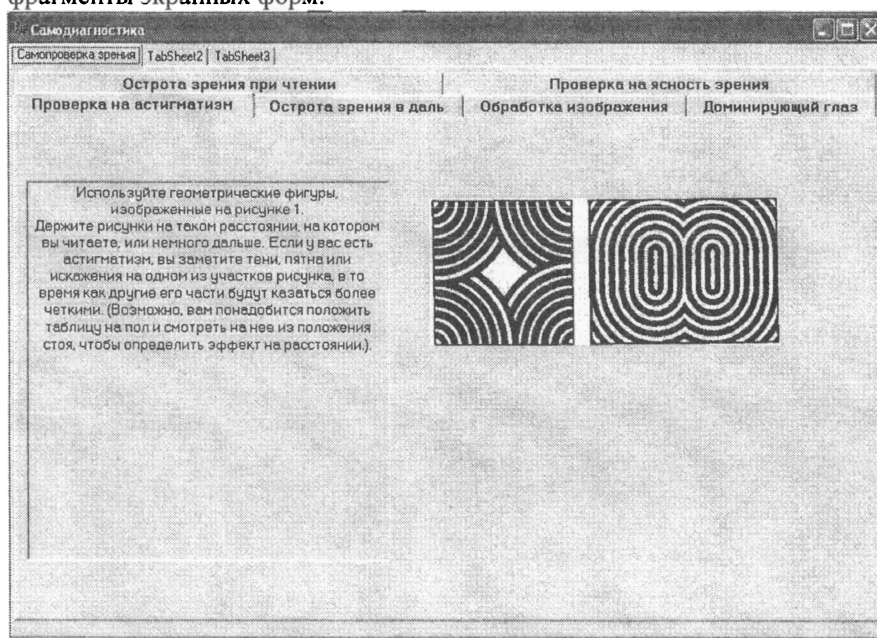 фрагменты экранных форм.
Самодиагностика
Самопроверка зрения TabSheet2 TabSheet3
Острота зрения при чтении Проверка на ясность зрения
Проверка на астигматизм Острота зрения в даль Обработка изображения Доминирующий глаз
Используйте геометрические фигуры,
изображенные на рисунке 1.
Держите рисунки на таком расстоянии, на котором
вы читаете, или немного дальше. Если у вас есть
астигматизм, вы заметите тени, пятна или
искажения на одном из участков рисунка, в то
время как другие его части будут казаться более
четкими. (Возможно, вам понадобится положить
таблицу на пол и смотреть на нее из положения
стоя, чтобы определить эффект на расстоянии.).